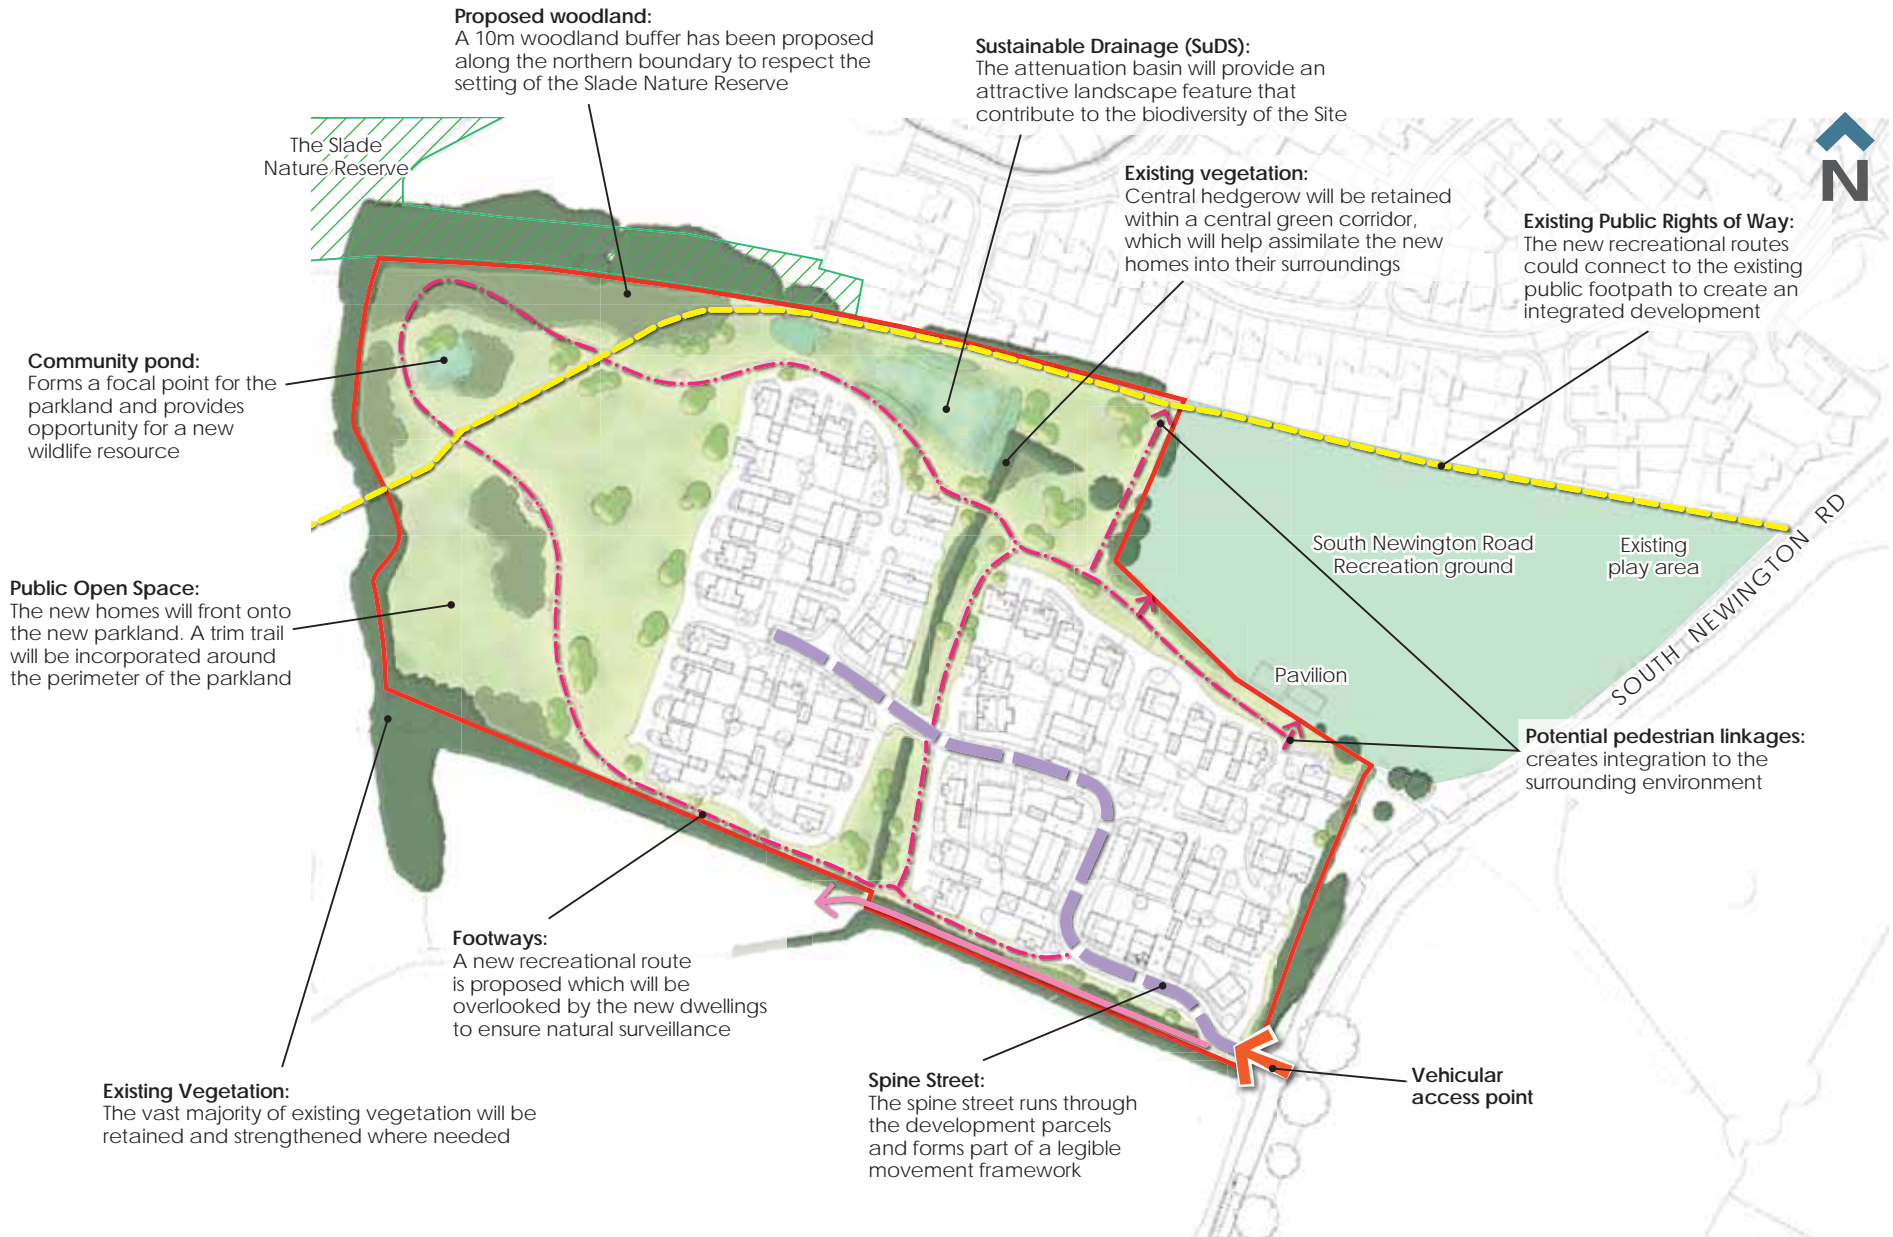 Proposed woodland:
A 10m woodland buffer has been proposed
along the northern boundary to respect the
setting of the Slade Nature Reserve
Sustainable Drainage (SuDS):
The attenuation basin will provide an
attractive landscape feature that
contribute to the biodiversity of the Site
The Slade
Nature Reserve
N
Existing vegetation:
Central hedgerow will be retained
within a central green corridor,
which will help assimilate the new
homes into their surroundings
Existing Public Rights of Way:
The new recreational routes
could connect to the existing
public footpath to create an
integrated development
Community pond:
Forms a focal point for the
parkland and provides
opportunity for a new
wildlife resource
South Newington Road
Recreation ground
Existing
play area
SOUTH NEWINGTON RD
Public Open Space:
The new homes will front onto
the new parkland. A trim trail
will be incorporated around
the perimeter of the parkland
Pavilion
Potential pedestrian linkages:
creates integration to the
surrounding environment
Footways:
A new recreational route
is proposed which will be
overlooked by the new dwellings
to ensure natural surveillance
Existing Vegetation:
The vast majority of existing vegetation will be
retained and strengthened where needed
Spine Street:
The spine street runs through
the development parcels
and forms part of a legible
movement framework
Vehicular
access point